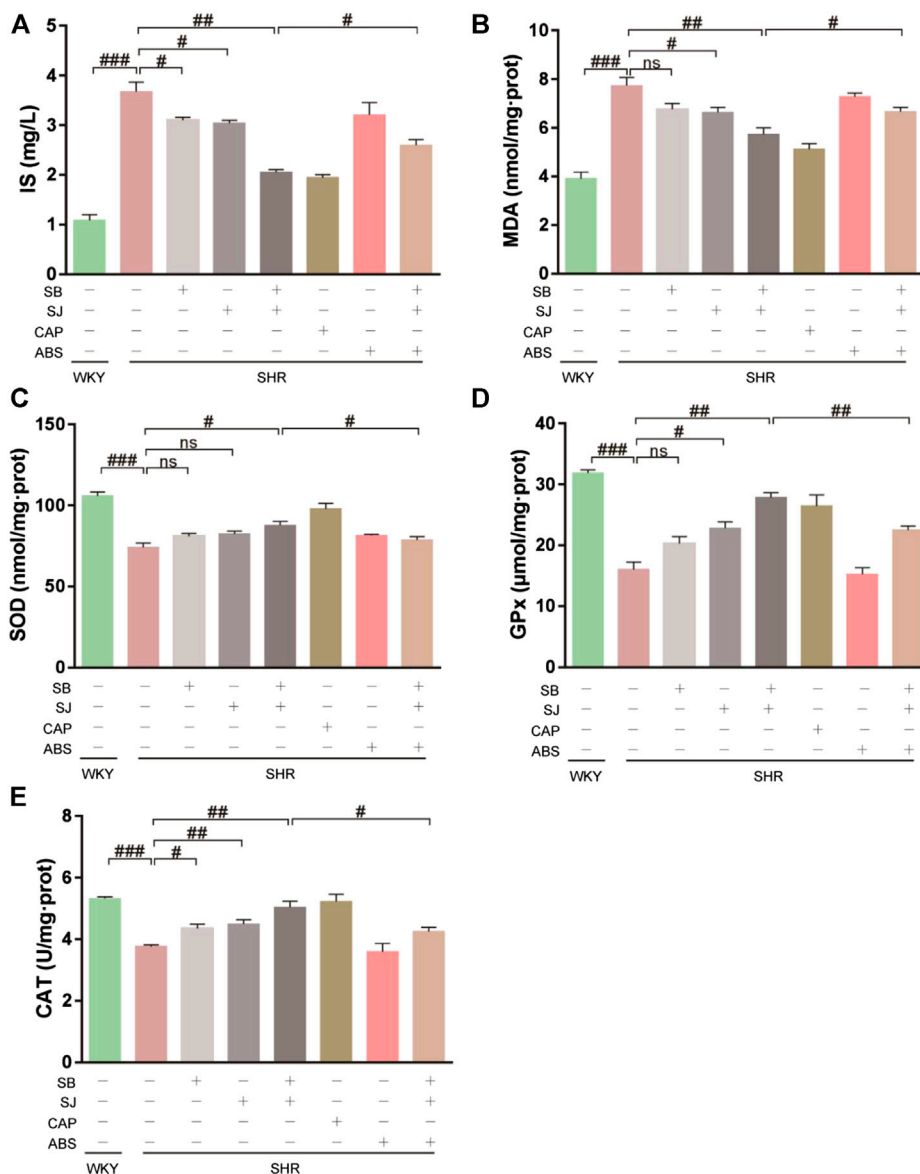 A
IS (mg/L)
5
4
3
2
1
0
##
#
#
###
#
SB − − + − + − − +
SJ − − − + + − − +
CAP − − − − − + − −
ABS − − − − − − + +
WKY SHR
B
MDA (nmol/mg·prot)
10
8
6
4
2
0
##
#
#
###
ns
SB − − + − + − − +
SJ − − − + + − − +
CAP − − − − − + − −
ABS − − − − − − + +
WKY SHR
C
SOD (nmol/mg·prot)
150
100
50
0
#
#
ns
###
ns
SB − − + − + − − +
SJ − − − + + − − +
CAP − − − − − + − −
ABS − − − − − − + +
WKY SHR
D
GPx (μmol/mg·prot)
40
30
20
10
0
##
##
#
###
ns
SB − − + − + − − +
SJ − − − + + − − +
CAP − − − − − + − −
ABS − − − − − − + +
WKY SHR
E
CAT (U/mg·prot)
8
6
4
2
0
##
#
##
###
#
SB − − + − + − − +
SJ − − − + + − − +
CAP − − − − − + − −
ABS − − − − − − + +
WKY SHR